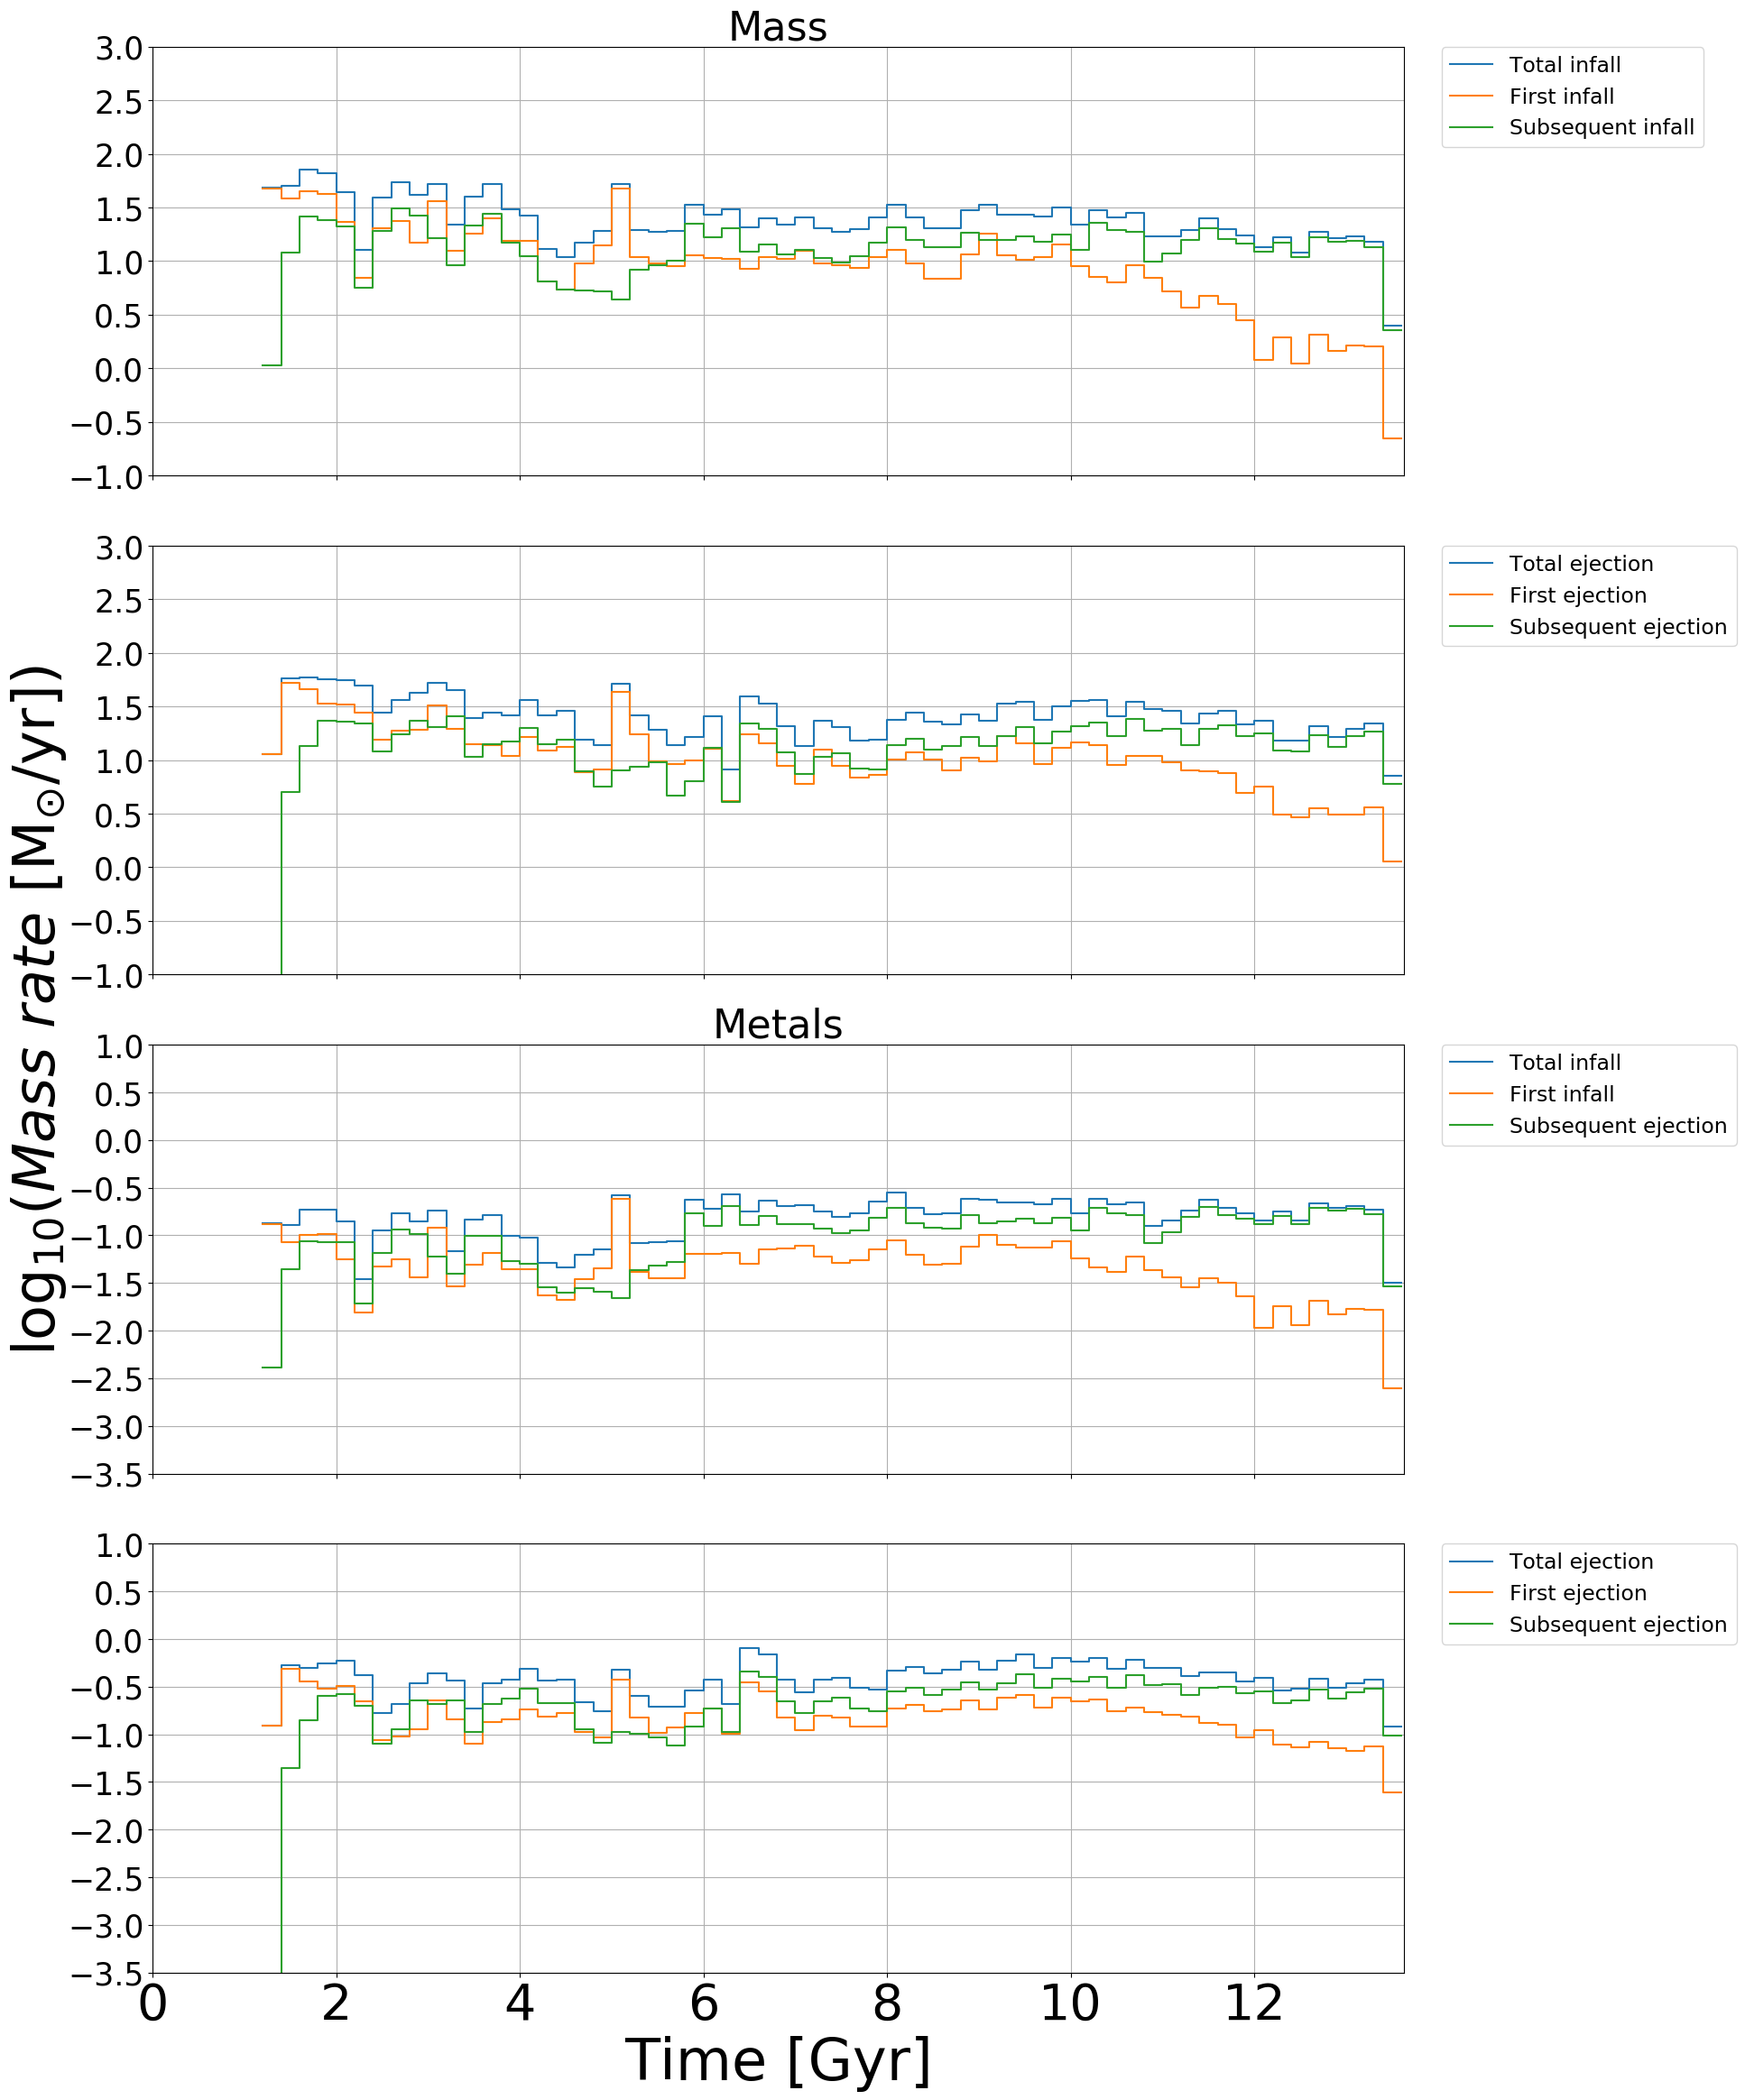 Mass
3.0
2.5
2.0
1.5
1.0
0.5
0.0
−0.5
−1.0
Total infall
First infall
Subsequent infall
3.0
2.5
2.0
1.5
1.0
0.5
0.0
−0.5
−1.0
Total ejection
First ejection
Subsequent ejection
log₁₀(Mass rate [M⊙/yr])
Metals
1.0
0.5
0.0
−0.5
−1.0
−1.5
−2.0
−2.5
−3.0
−3.5
Total infall
First infall
Subsequent ejection
1.0
0.5
0.0
−0.5
−1.0
−1.5
−2.0
−2.5
−3.0
−3.5
Total ejection
First ejection
Subsequent ejection
0 2 4 6 8 10 12
Time [Gyr]